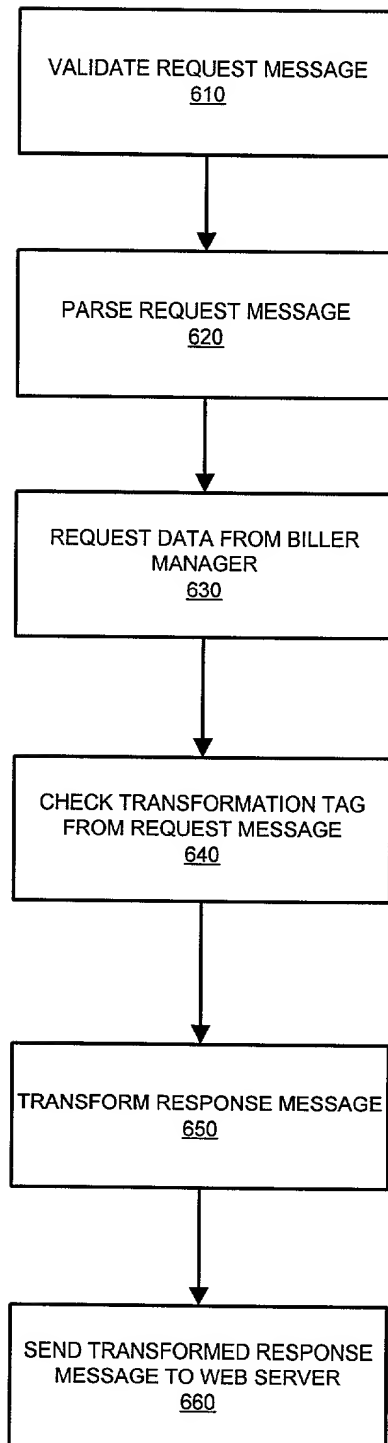 VALIDATE REQUEST MESSAGE
610
PARSE REQUEST MESSAGE
620
REQUEST DATA FROM BILLER
MANAGER
630
CHECK TRANSFORMATION TAG
FROM REQUEST MESSAGE
640
TRANSFORM RESPONSE MESSAGE
650
SEND TRANSFORMED RESPONSE
MESSAGE TO WEB SERVER
660